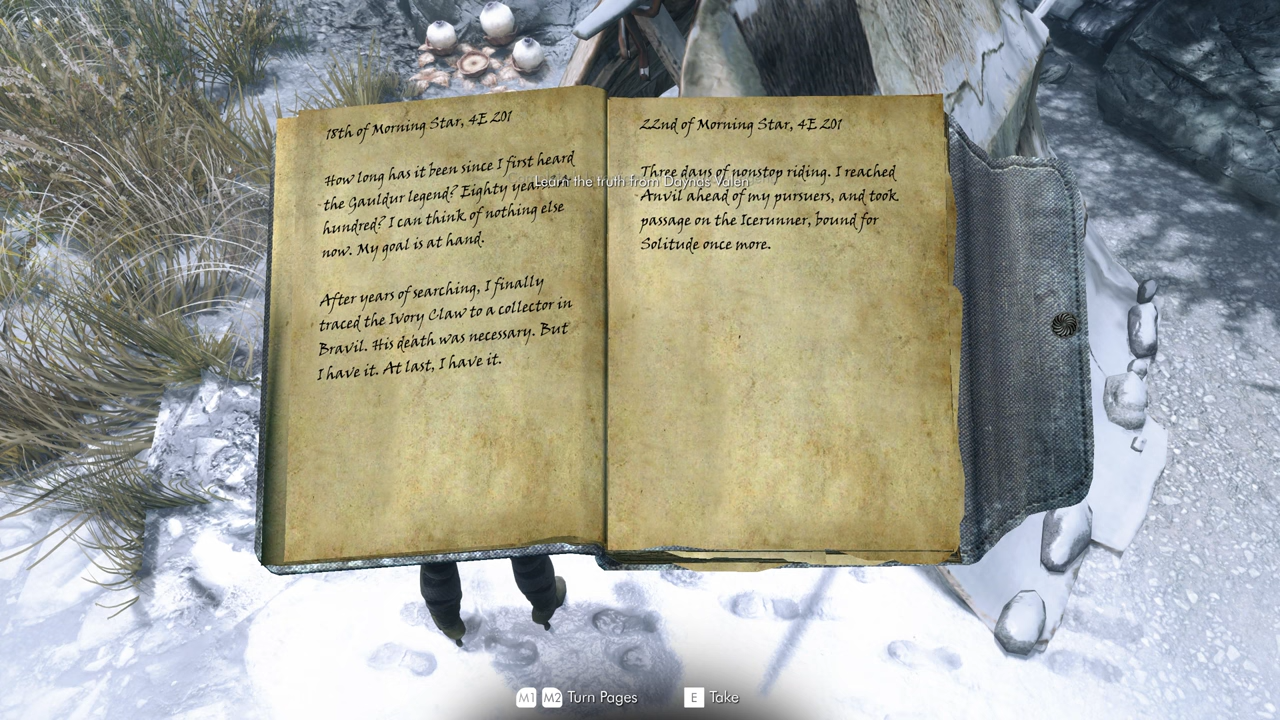 18th of Morning Star, 4E 201
How long has it been since I first heard
the Gauldur legend? Eighty
hundred? I can think of nothing else
now. My goal is at hand.
After years of searching, I finally
traced the Ivory Claw to a collector in
Bravil. His death was necessary. But
I have it. At last, I have it.
22nd of Morning Star, 4E 201
Three days of nonstop riding. I reached
Anvil ahead of my pursuers, and took
passage on the Icerunner, bound for
Solitude once more.
Learn the truth from Daynas Valen
M1 M2 Turn Pages
E Take